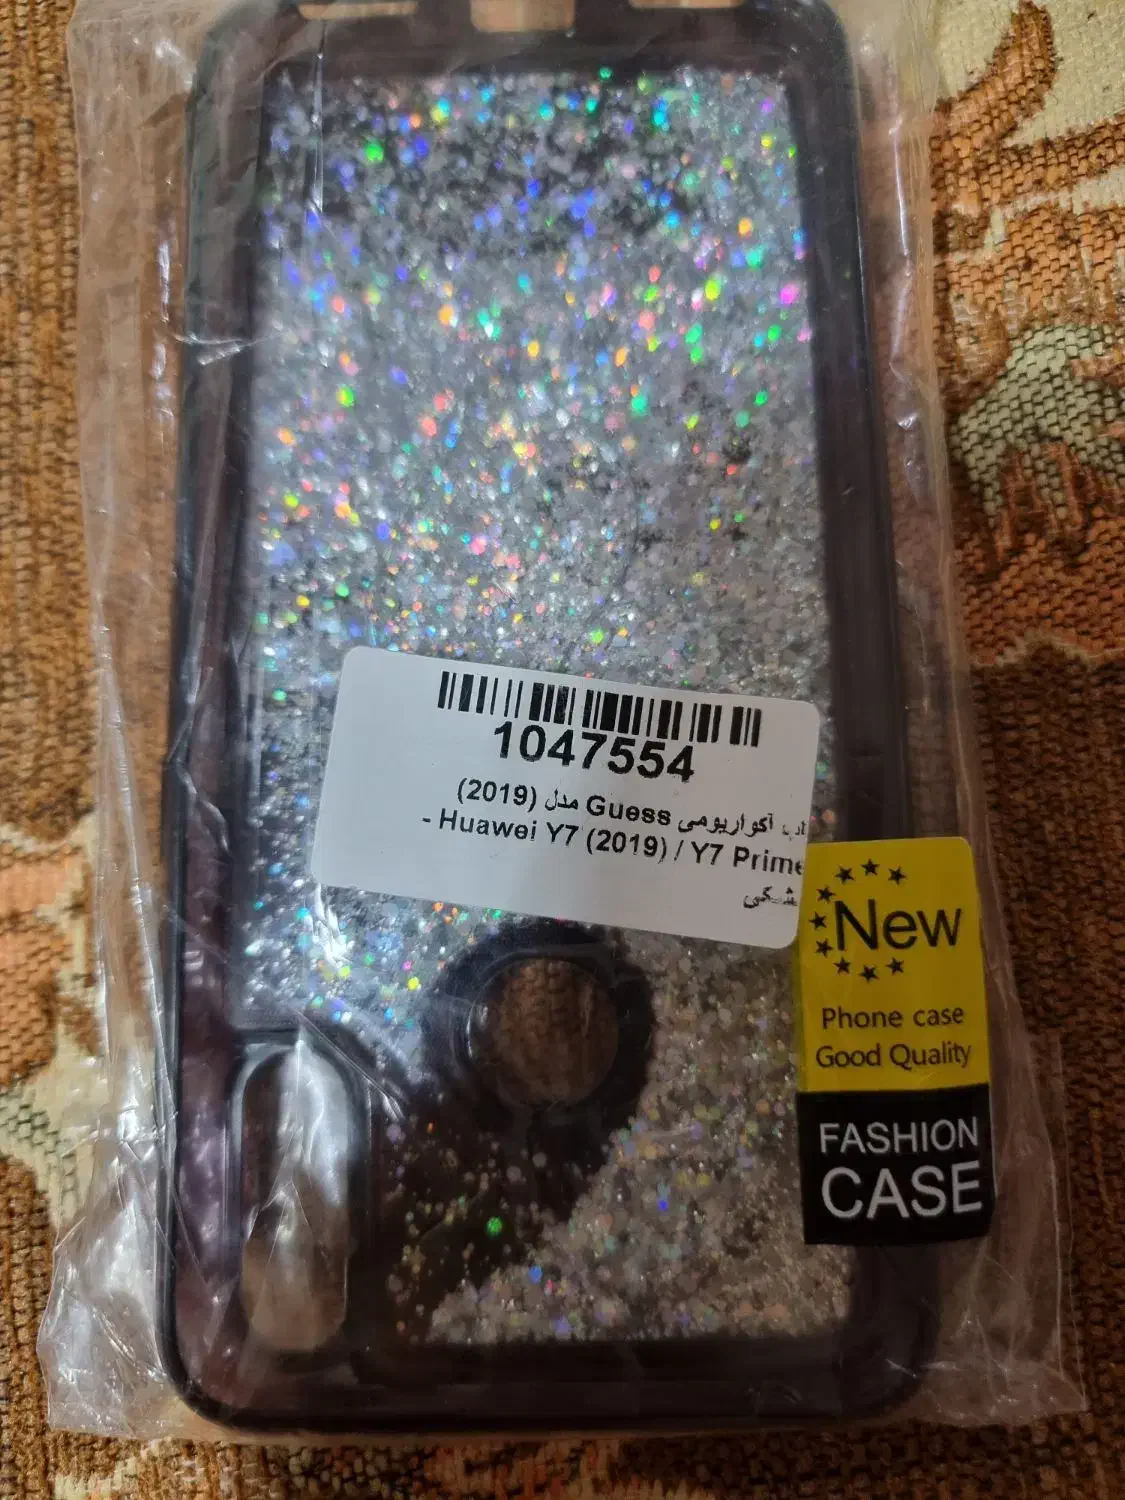 1047554
آکواریومی Guess مدل (2019)
Huawei Y7 (2019) / Y7 Prime -
New
Phone case
Good Quality
FASHION
CASE